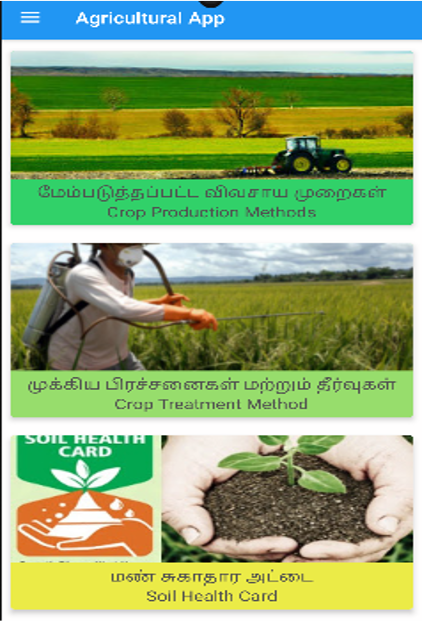 Agricultural App
மேம்படுத்தப்பட்ட விவசாய முறைகள்
Crop Production Methods
முக்கிய பிரச்சனைகள் மற்றும் தீர்வுகள்
Crop Treatment Method
SOIL HEALTH
CARD
மண் சுகாதார அட்டை
Soil Health Card